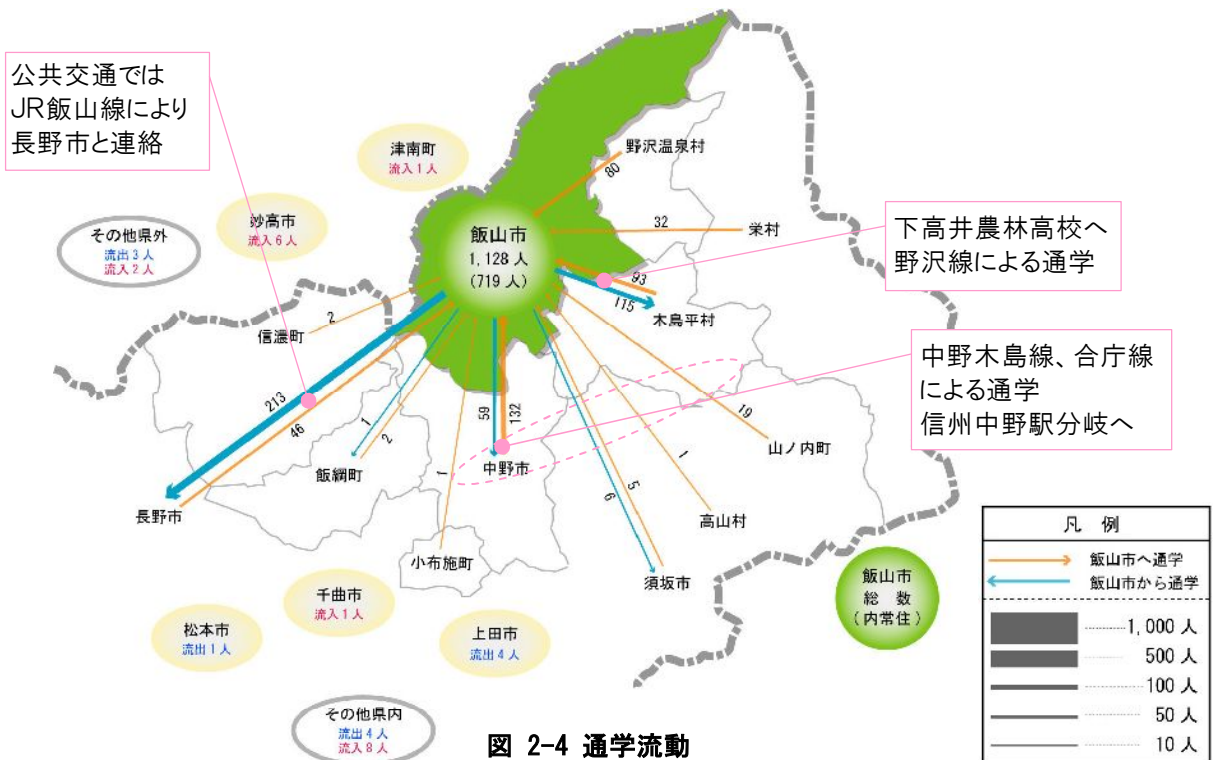 公共交通では
JR飯山線により
長野市と連絡
津南町
流入1人
妙高市
流入6人
その他県外
流出3人
流入2人
飯山市
1,128人
(719人)
野沢温泉村
80
栄村
32
下高井農林高校へ
野沢線による通学
93
115
木島平村
中野木島線、合庁線
による通学
信州中野駅分岐へ
信濃町
2
213
46
長野市
1
2
飯綱町
1
小布施町
59
132
中野市
6
5
須坂市
1
高山村
19
山ノ内町
千曲市
流入1人
松本市
流出1人
上田市
流出4人
その他県内
流出4人
流入8人
飯山市
総数
(内常住)
凡例
飯山市へ通学
飯山市から通学
1,000人
500人
100人
50人
10人
図 2-4 通学流動